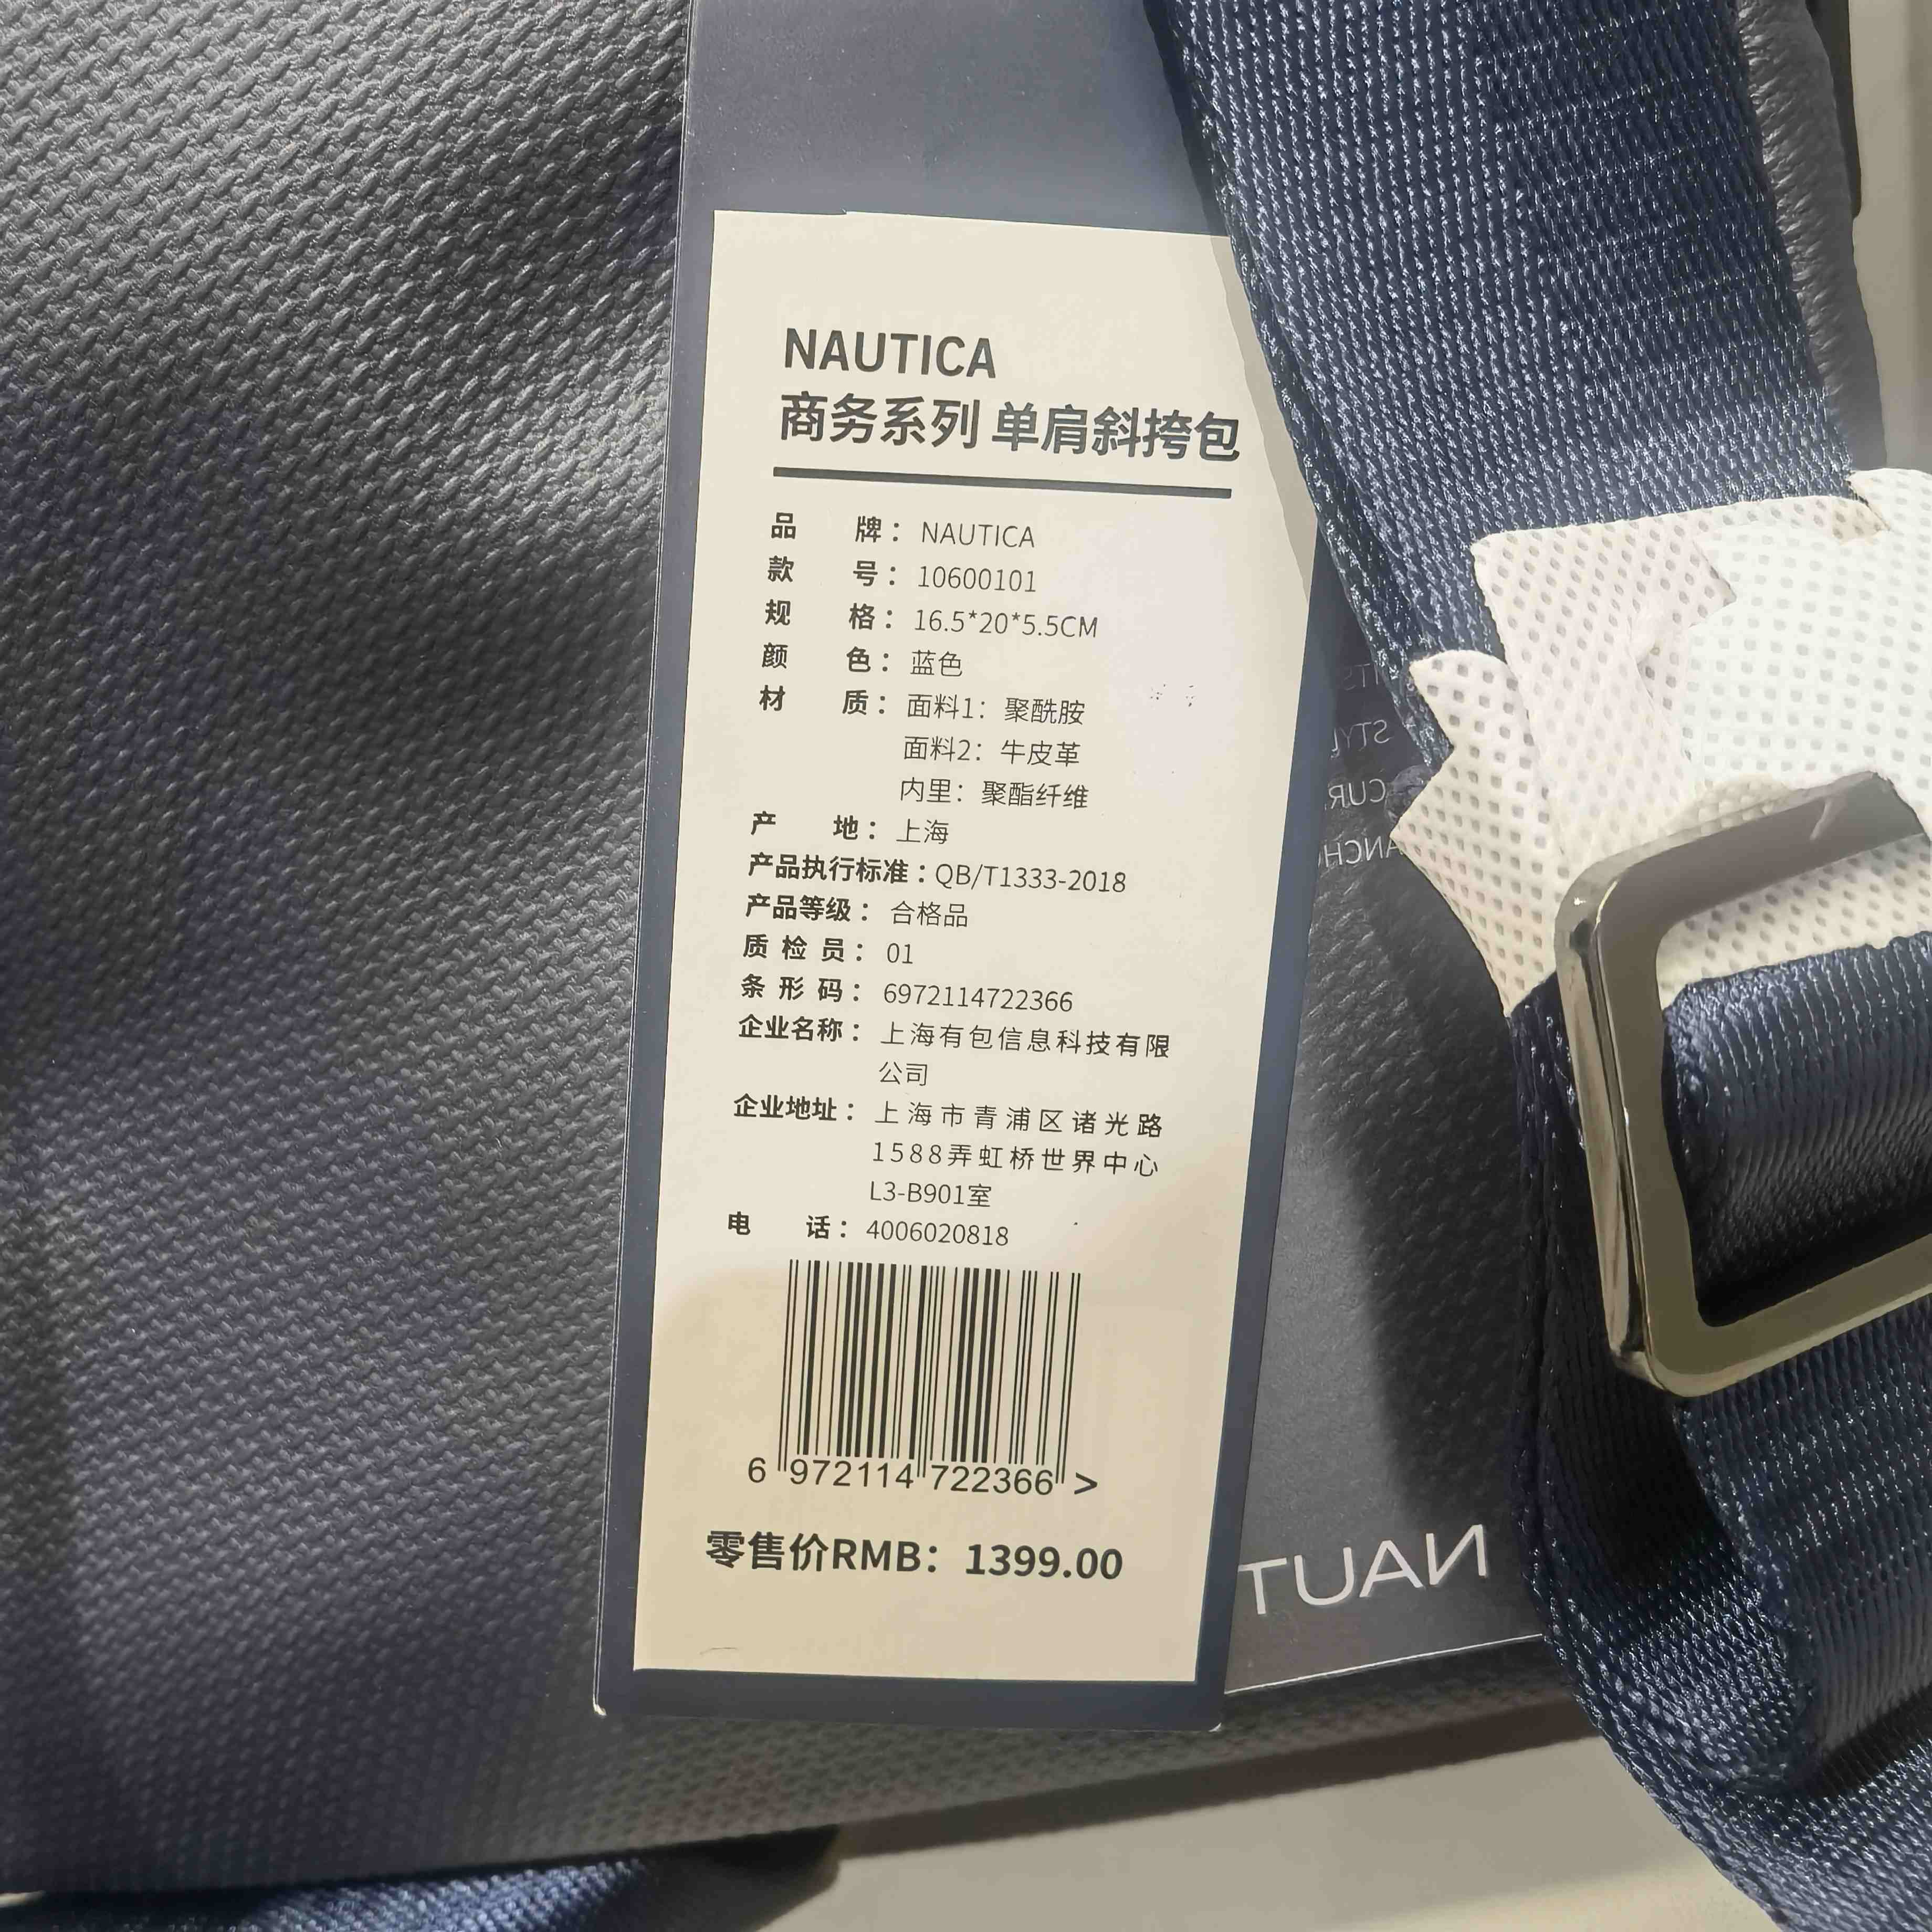 NAUTICA
商务系列 单肩斜挎包
品 牌：NAUTICA
款 号：10600101
规 格：16.5*20*5.5CM
颜 色：蓝色
材 质：面料1：聚酰胺
面料2：牛皮革
内里：聚酯纤维
产 地：上海
产品执行标准：QB/T1333-2018
产品等级：合格品
质 检 员：01
条 形 码：6972114722366
企业名称：上海有包信息科技有限
公司
企业地址：上海市青浦区诸光路
1588弄虹桥世界中心
L3-B901室
电 话：4006020818
6 972114 722366 >
零售价RMB：1399.00
NAUT